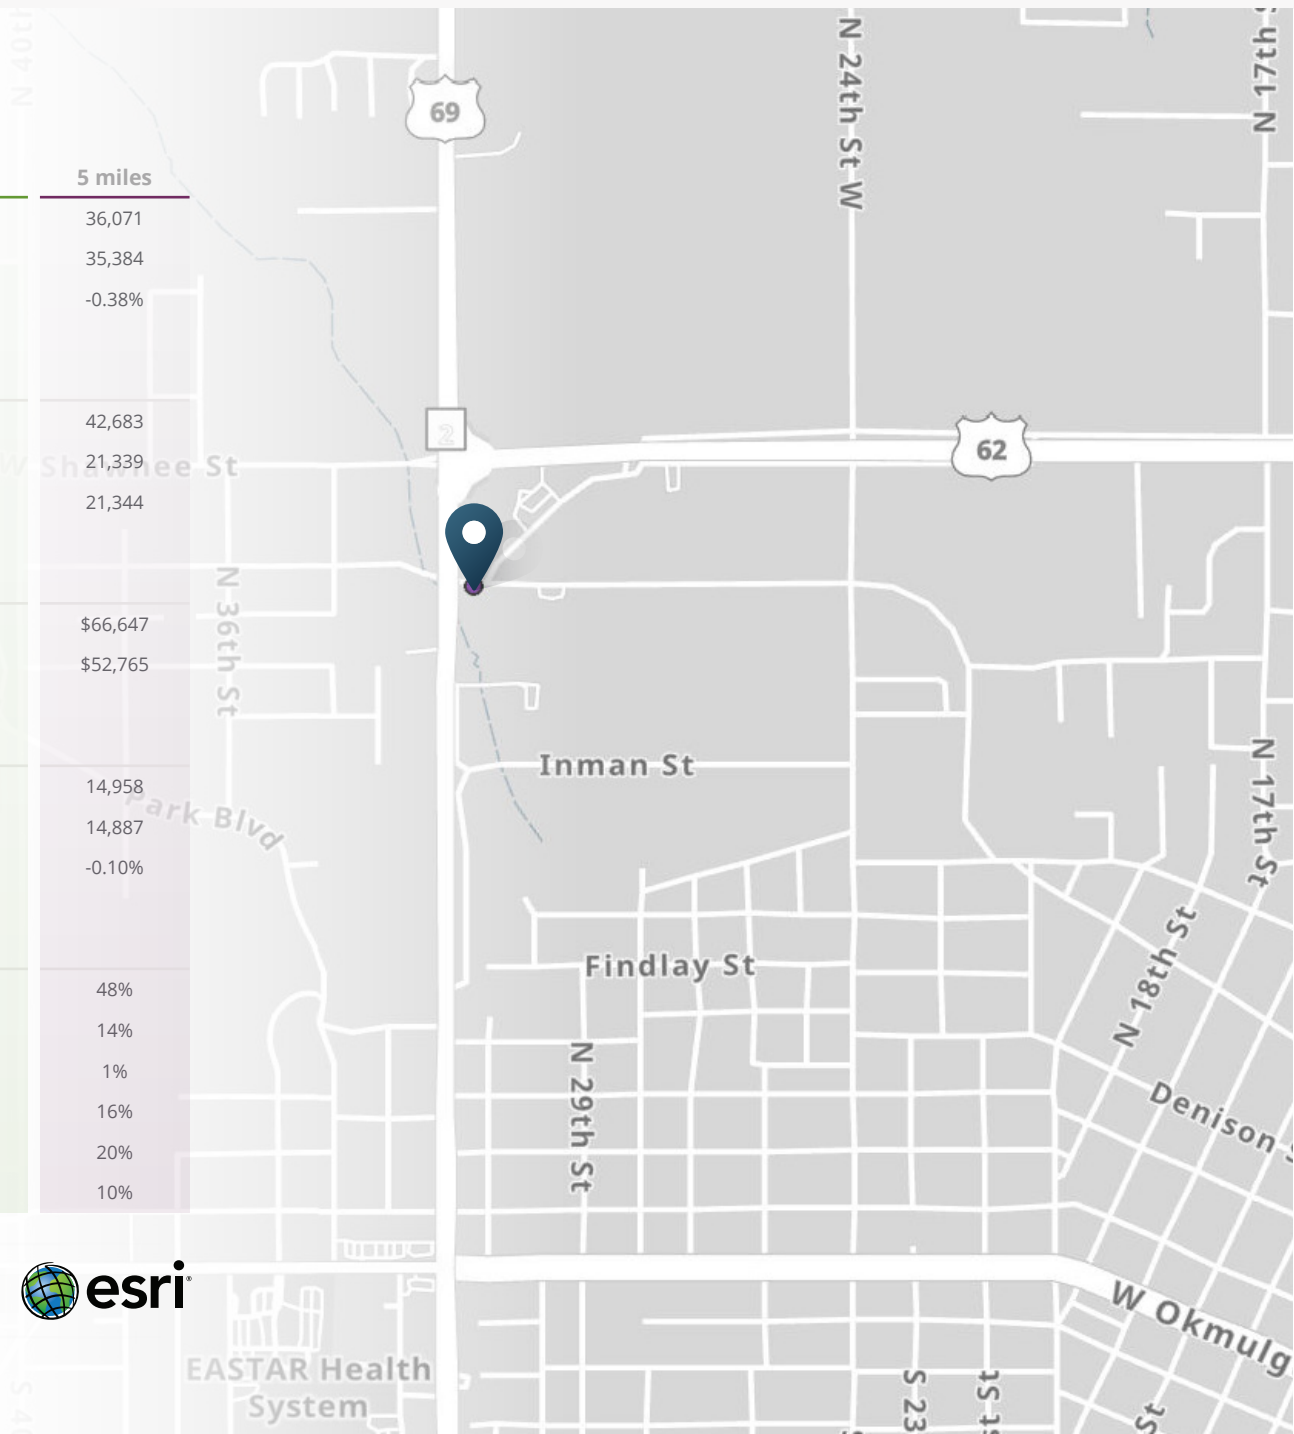 N 40th
69
N 24th St W
N 17th
5 miles
36,071
35,384
-0.38%
42,683
2
62
W Shawnee St
21,339
21,344
N 36th St
$66,647
$52,765
Inman St
N 17th St
14,958
Park Blvd
14,887
-0.10%
N 18th St
Findlay St
48%
14%
N 29th St
1%
Denison
16%
20%
10%
esri
W Okmulg
EASTAR Health
System
S 23
St